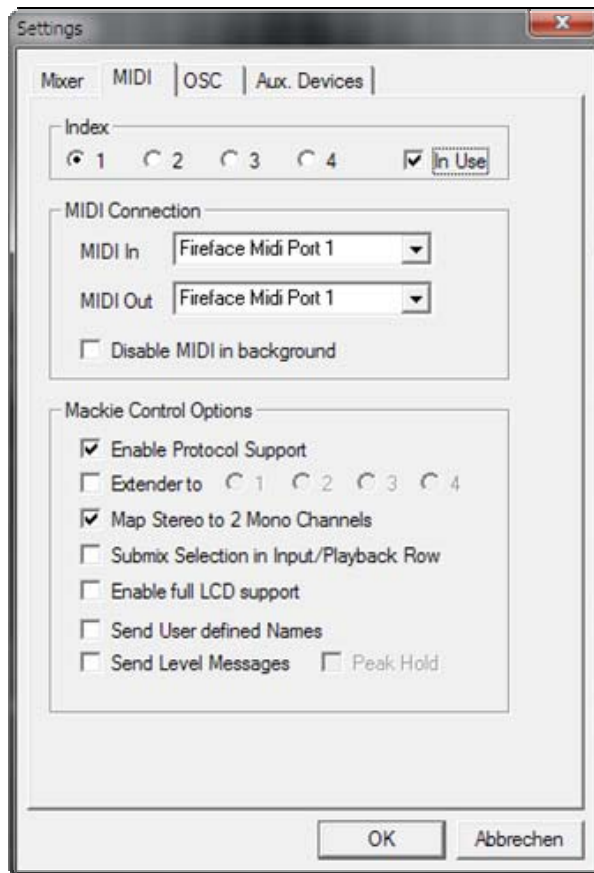 Settings
Mixer MIDI OSC Aux. Devices
Index
1 2 3 4 In Use
MIDI Connection
MIDI In Fireface Midi Port 1
MIDI Out Fireface Midi Port 1
Disable MIDI in background
Mackie Control Options
Enable Protocol Support
Extender to 1 2 3 4
Map Stereo to 2 Mono Channels
Submix Selection in Input/Playback Row
Enable full LCD support
Send User defined Names
Send Level Messages Peak Hold
OK Abbrechen